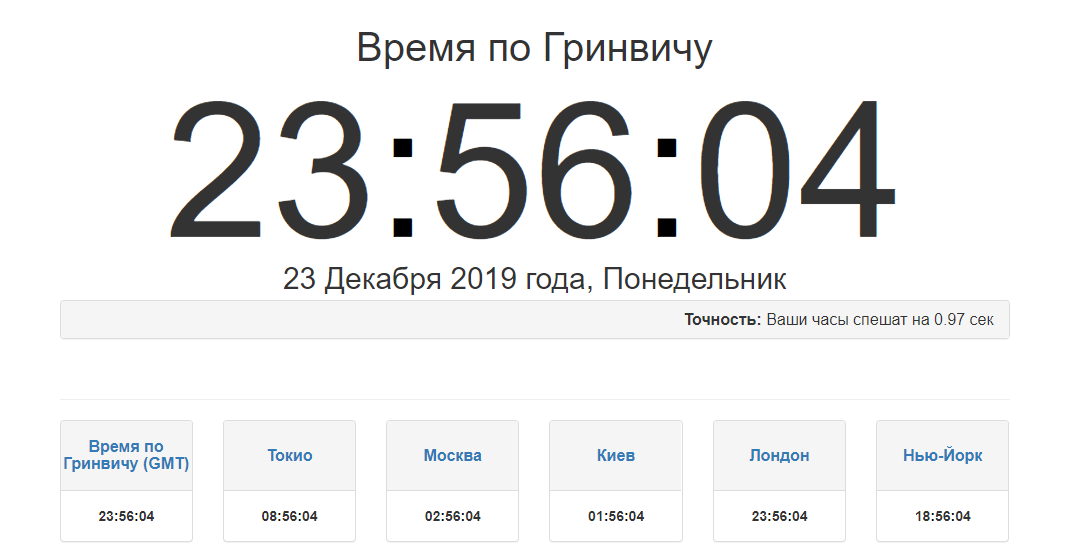 Время по Гринвичу
23:56:04
23 Декабря 2019 года, Понедельник
Точность: Ваши часы спешат на 0.97 сек
Время по
Гринвичу (GMT)
23:56:04
Токио
08:56:04
Москва
02:56:04
Киев
01:56:04
Лондон
23:56:04
Нью-Йорк
18:56:04